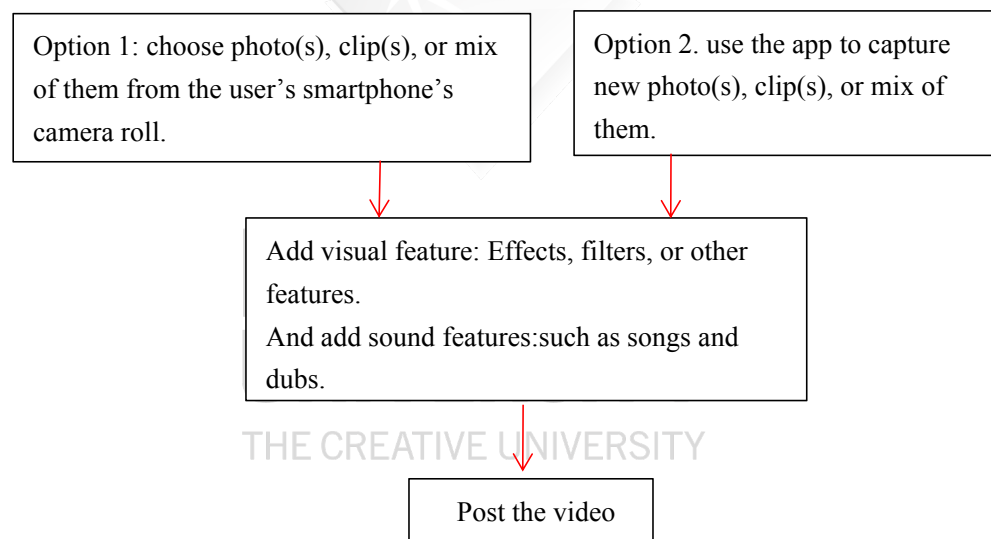 Option 1: choose photo(s), clip(s), or mix
of them from the user’s smartphone’s
camera roll.
Option 2. use the app to capture
new photo(s), clip(s), or mix of
them.
Add visual feature: Effects, filters, or other
features.
And add sound features:such as songs and
dubs.
THE CREATIVE UNIVERSITY
Post the video